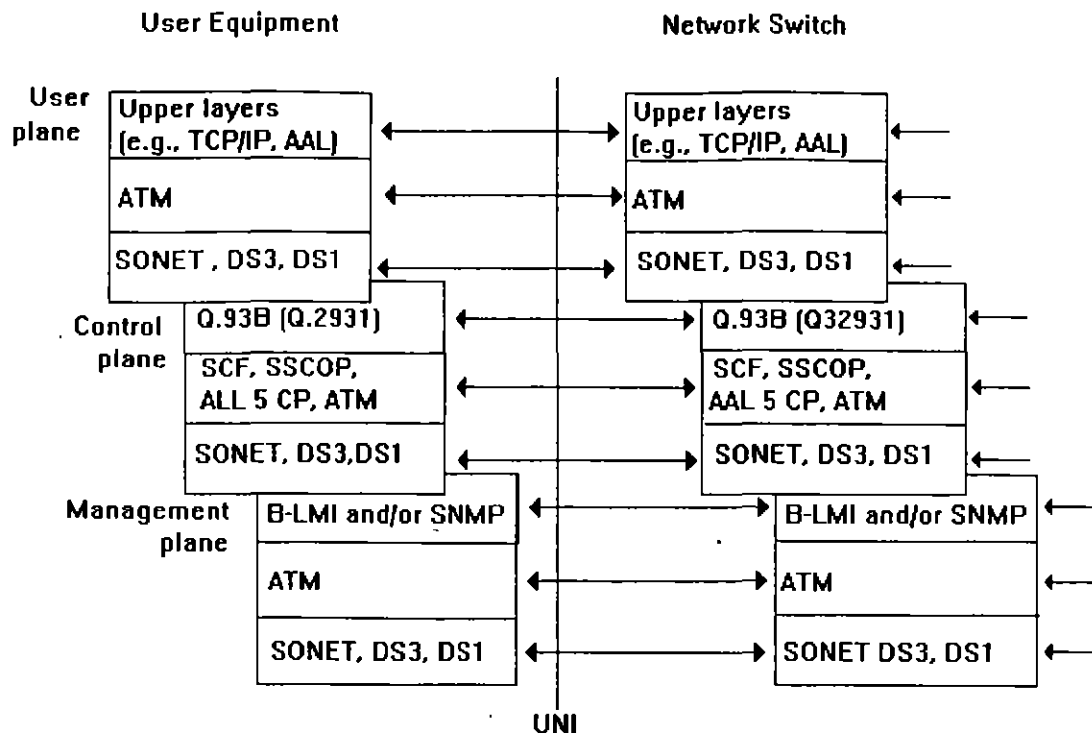 User Equipment
Network Switch
User
plane
Upper layers
(e.g., TCP/IP, AAL)
ATM
SONET , DS3, DS1
Upper layers
(e.g., TCP/IP, AAL)
ATM
SONET, DS3, DS1
Control
plane
Q.93B (Q.2931)
SCF, SSCOP,
ALL 5 CP, ATM
SONET, DS3,DS1
Q.93B (Q32931)
SCF, SSCOP,
AAL 5 CP, ATM
SONET, DS3, DS1
Management
plane
B-LMI and/or SNMP
ATM
SONET, DS3, DS1
B-LMI and/or SNMP
ATM
SONET DS3, DS1
UNI